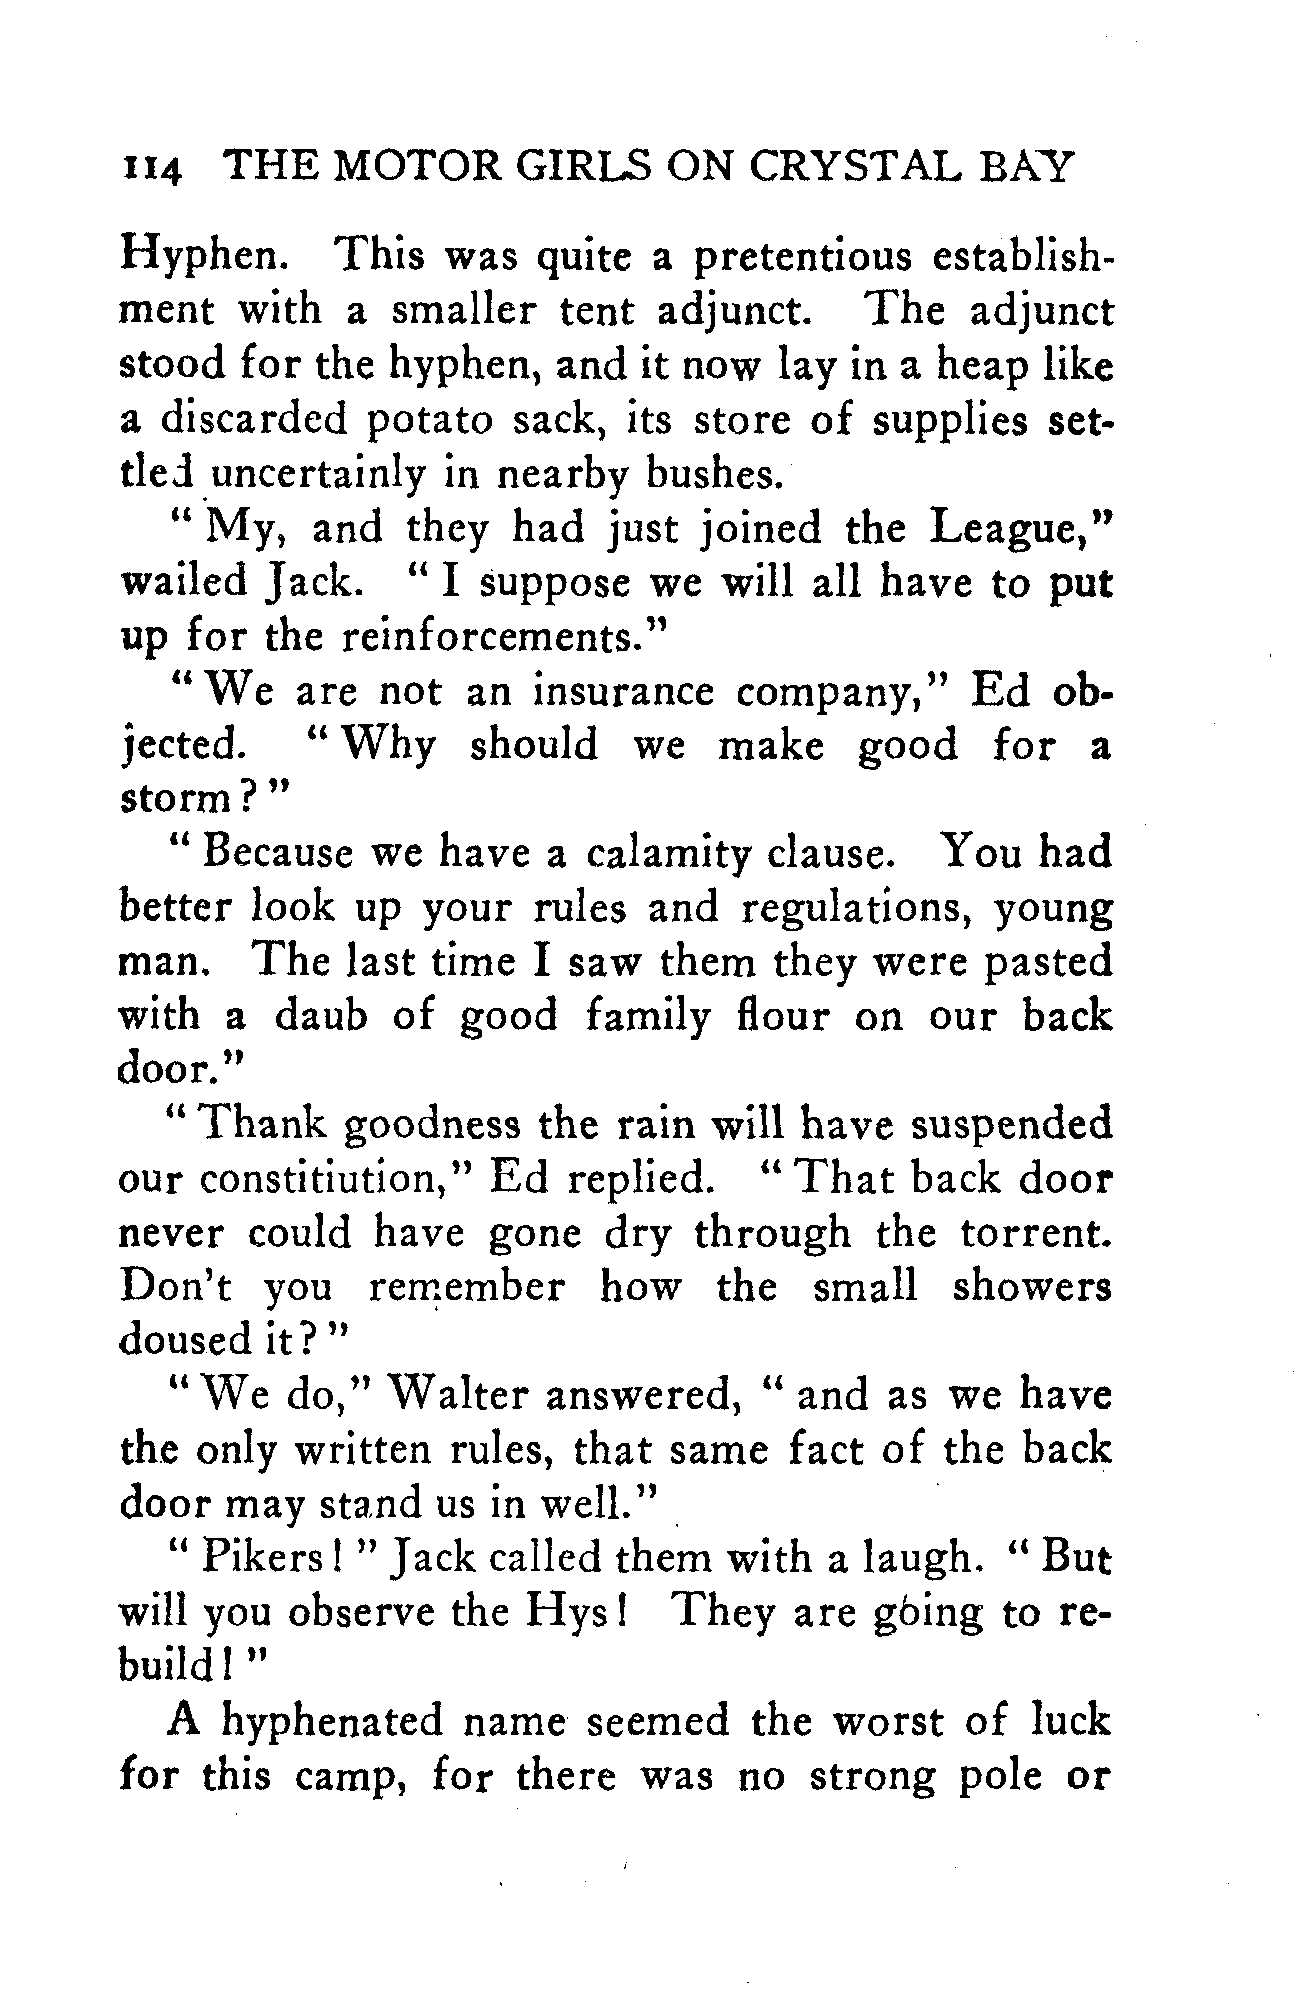 114 THE MOTOR GIRLS ON CRYSTAL BAY
Hyphen. This was quite a pretentious establish-
ment with a smaller tent adjunct. The adjunct
stood for the hyphen, and it now lay in a heap like
a discarded potato sack, its store of supplies set-
tled uncertainly in nearby bushes.
" My, and they had just joined the League,"
wailed Jack. " I suppose we will all have to put
up for the reinforcements."
" We are not an insurance company," Ed ob-
jected. " Why should we make good for a
storm ? "
" Because we have a calamity clause. You had
better look up your rules and regulations, young
man. The last time I saw them they were pasted
with a daub of good family flour on our back
door."
" Thank goodness the rain will have suspended
our constitiution," Ed replied. " That back door
never could have gone dry through the torrent.
Don't you remember how the small showers
doused it ? "
" We do," Walter answered, " and as we have
the only written rules, that same fact of the back
door may stand us in well."
" Pikers ! " Jack called them with a laugh. " But
will you observe the Hys ! They are going to re-
build ! "
A hyphenated name seemed the worst of luck
for this camp, for there was no strong pole or